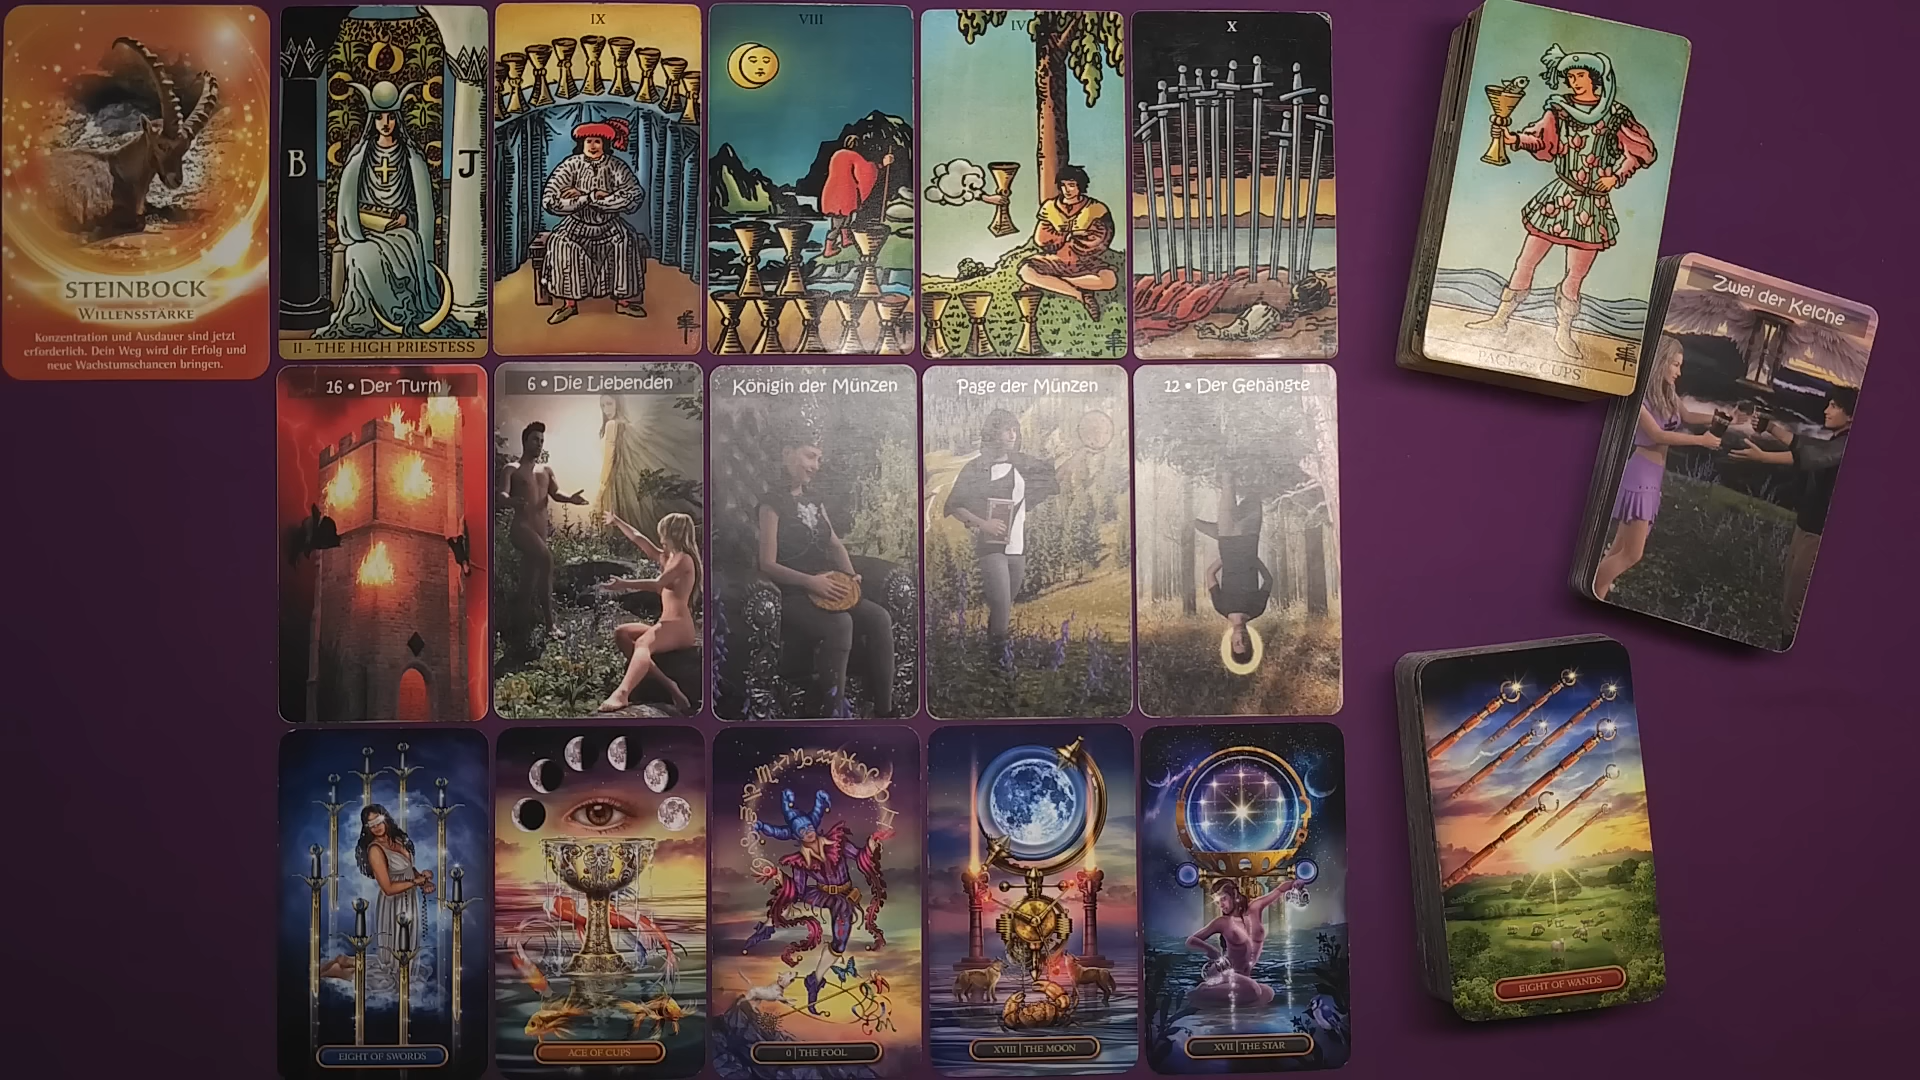 STEINBOCK
WILLENSSTÄRKE
Konzentration und Ausdauer sind jetzt
erforderlich. Dein Weg wird dir Erfolg und
neue Wachstumschancen bringen.
B J
II - THE HIGH PRIESTESS
IX
VIII
IV
X
PAGE of CUPS
16 • Der Turm
6 • Die Liebenden
Königin der Münzen
Page der Münzen
12 • Der Gehängte
Zwei der Kelche
EIGHT OF SWORDS
ACE OF CUPS
0 | THE FOOL
XVIII | THE MOON
XVII | THE STAR
EIGHT OF WANDS